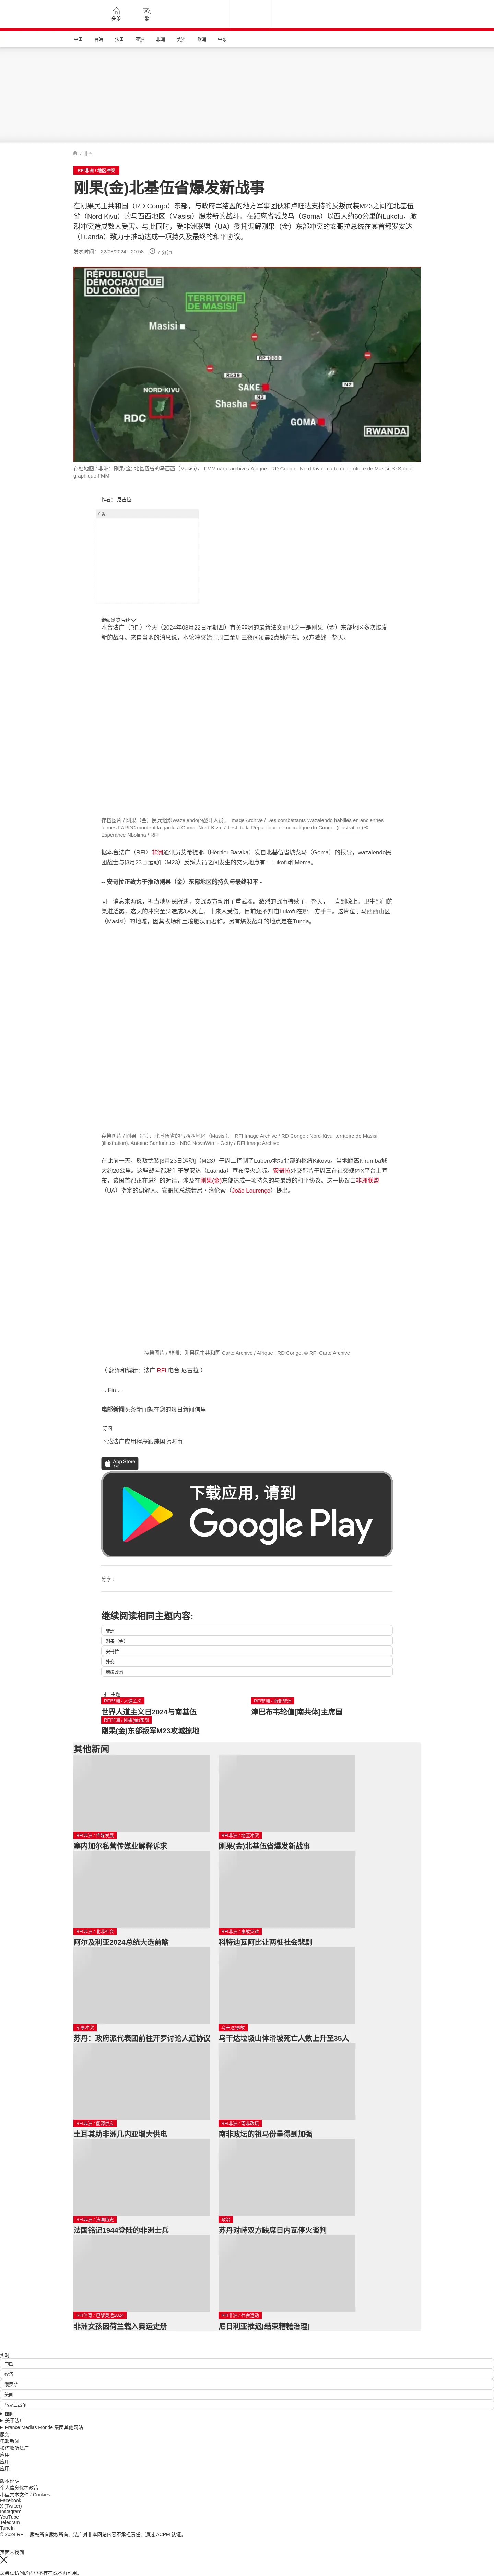 头条
繁
中国
台海
法国
亚洲
非洲
美洲
欧洲
中东
/ 非洲
RFI非洲 / 地区冲突
刚果(金)北基伍省爆发新战事
在刚果民主共和国（RD Congo）东部，与政府军结盟的地方军事团伙和卢旺达支持的反叛武装M23之间在北基伍
省（Nord Kivu）的马西西地区（Masisi）爆发新的战斗。在距离省城戈马（Goma）以西大约60公里的Lukofu，激
烈冲突造成数人受害。与此同时，受非洲联盟（UA）委托调解刚果（金）东部冲突的安哥拉总统在其首都罗安达
（Luanda）致力于推动达成一项持久及最终的和平协议。
发表时间： 22/08/2024 - 20:56
7 分钟
RÉPUBLIQUE
DÉMOCRATIQUE
DU CONGO
TERRITOIRE DE
MASISI
Masisi
RP 1030
RS29
NORD-KIVU
SAKE
N2
N2
Shasha
RDC
GOMA
RWANDA
存档地图 / 非洲：刚果(金) 北基伍省的马西西（Masisi）。 FMM carte archive / Afrique : RD Congo - Nord Kivu - carte du territoire de Masisi. © Studio
graphique FMM
作者： 尼古拉
广告
继续浏览后续
本台法广（RFI）今天（2024年08月22日星期四）有关非洲的最新法文消息之一是刚果（金）东部地区多次爆发
新的战斗。来自当地的消息说，本轮冲突始于周二至周三夜间凌晨2点钟左右。双方激战一整天。
存档图片 / 刚果（金）民兵组织Wazalendo的战斗人员。 Image Archive / Des combattants Wazalendo habillés en anciennes
tenues FARDC montent la garde à Goma, Nord-Kivu, à l'est de la République démocratique du Congo. (Illustration) ©
Espérance Nbolima / RFI
据本台法广（RFI）非洲通讯员艾希提耶（Héritier Baraka）发自北基伍省城戈马（Goma）的报导，wazalendo民
团战士与[3月23日运动]（M23）反叛人员之间发生的交火地点有：Lukofu和Mema。
-- 安哥拉正致力于推动刚果（金）东部地区的持久与最终和平 -
同一消息来源说，据当地居民所述，交战双方动用了重武器。激烈的战事持续了一整天，一直到晚上。卫生部门的
渠道透露，这天的冲突至少造成3人死亡，十来人受伤。目前还不知道Lukofu在哪一方手中。这片位于马西西山区
（Masisi）的地域，因其牧场和土壤肥沃而著称。另有爆发战斗的地点是在Tunda。
存档图片 / 刚果（金）：北基伍省的马西西地区（Masisi）。 RFI Image Archive / RD Congo : Nord-Kivu, territoire de Masisi
(Illustration). Antoine Sanfuentes - NBC NewsWire - Getty / RFI Image Archive
在此前一天，反叛武装[3月23日运动]（M23）于周二控制了Lubero地域北部的枢纽Kikovu。当地距离Kirumba城
大约的20公里。这些战斗都发生于罗安达（Luanda）宣布停火之际。安哥拉外交部曾于周三在社交媒体X平台上宣
布，该国首都正在进行的对话，涉及在刚果(金)东部达成一项持久的与最终的和平协议。这一协议由非洲联盟
（UA）指定的调解人、安哥拉总统若昂・洛伦索（João Lourenço）提出。
存档图片 / 非洲：刚果民主共和国 Carte Archive / Afrique : RD Congo. © RFI Carte Archive
（ 翻译和编辑：法广 RFI 电台 尼古拉 ）
~. Fin .~
电邮新闻头条新闻就在您的每日新闻信里
订阅
下载法广应用程序跟踪国际时事
App Store
下载
下载应用，请到
Google Play
分享 :
继续阅读相同主题内容:
非洲
刚果（金）
安哥拉
外交
地缘政治
同一主题
RFI非洲 / 人道主义
世界人道主义日2024与南基伍
RFI非洲 / 南部非洲
津巴布韦轮值[南共体]主席国
RFI非洲 / 刚果(金)东部
刚果(金)东部叛军M23攻城掠地
其他新闻
RFI非洲 / 传媒发展
塞内加尔私营传媒业解释诉求
RFI非洲 / 地区冲突
刚果(金)北基伍省爆发新战事
RFI非洲 / 北非社会
阿尔及利亚2024总统大选前瞻
RFI非洲 / 事故灾难
科特迪瓦阿比让两桩社会悲剧
军事冲突
苏丹：政府派代表团前往开罗讨论人道协议
乌干达/事故
乌干达垃圾山体滑坡死亡人数上升至35人
RFI非洲 / 能源供应
土耳其助非洲几内亚增大供电
RFI非洲 / 南非政坛
南非政坛的祖马份量得到加强
RFI非洲 / 法国历史
法国铭记1944登陆的非洲士兵
政治
苏丹对峙双方缺席日内瓦停火谈判
RFI体育 / 巴黎奥运2024
非洲女孩因荷兰载入奥运史册
RFI非洲 / 社会运动
尼日利亚推迟[结束糟糕治理]
实时
中国
经济
俄罗斯
美国
乌克兰战争
国际
关于法广
France Médias Monde 集团其他网站
服务
电邮新闻
如何收听法广
应用
应用
应用
版本说明
个人信息保护政策
小型文本文件 / Cookies
Facebook
X (Twitter)
Instagram
YouTube
Telegram
TuneIn
© 2024 RFI – 版权所有版权所有。法广对非本网站内容不承担责任。通过 ACPM 认证。
页面未找到
您尝试访问的内容不存在或不再可用。